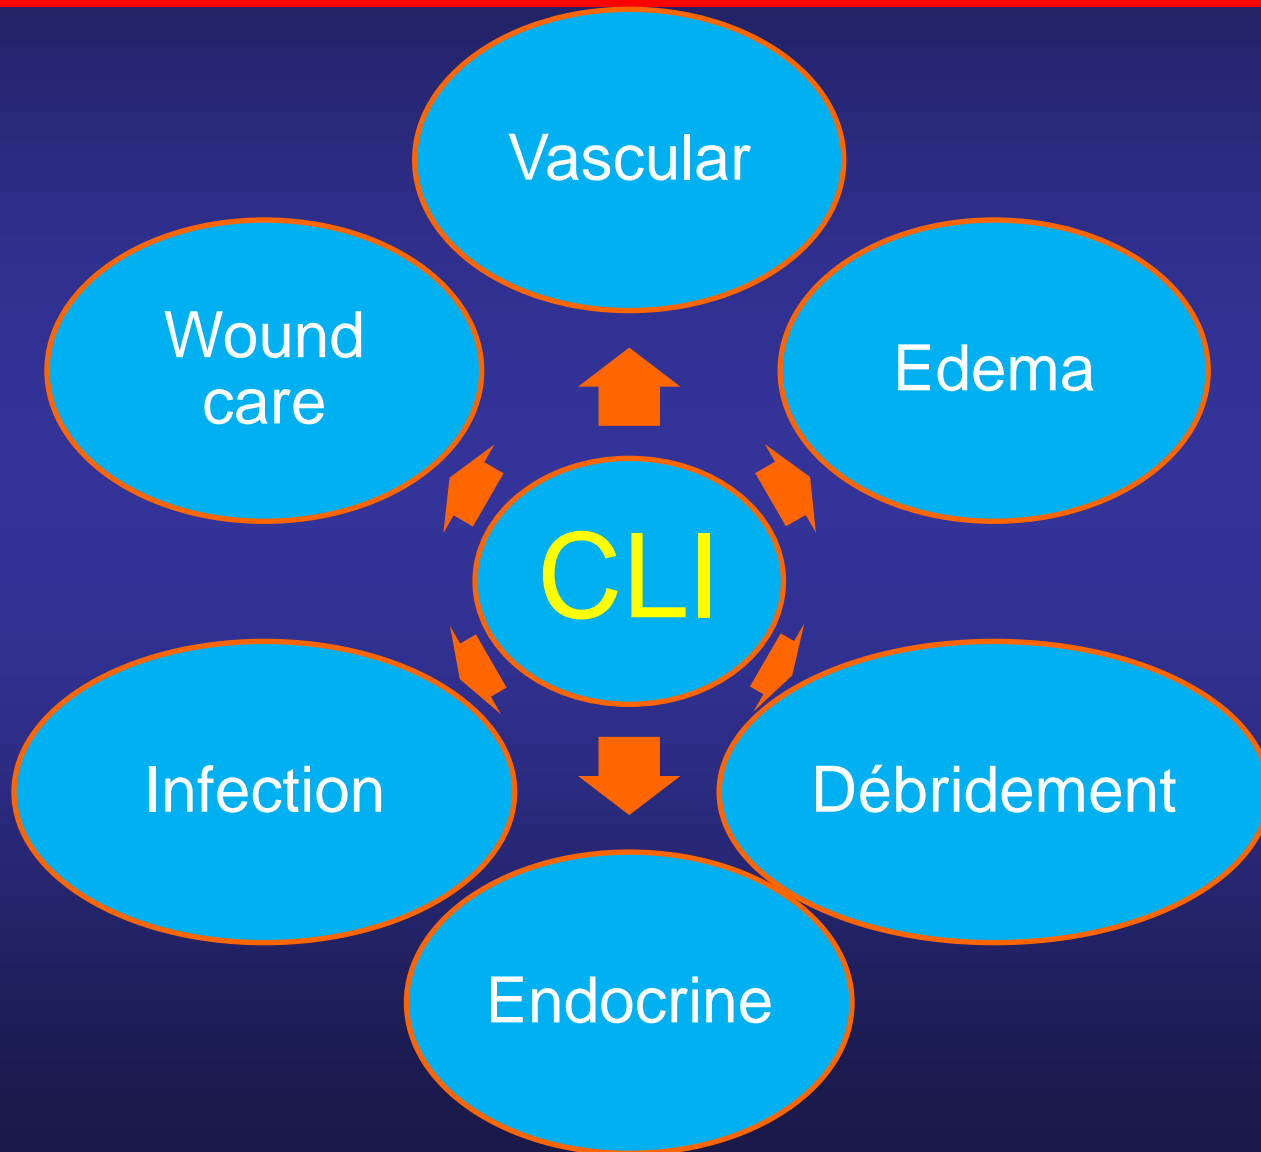 Vascular
Wound
care
Edema
CLI
Infection
Débridement
Endocrine